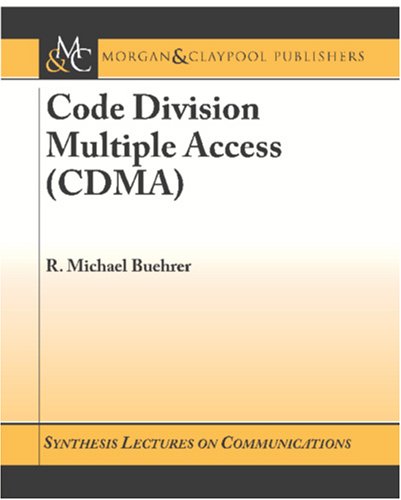 M
&C
MORGAN&CLAYPOOL PUBLISHERS
Code Division
Multiple Access
(CDMA)
R. Michael Buehrer
SYNTHESIS LECTURES ON COMMUNICATIONS